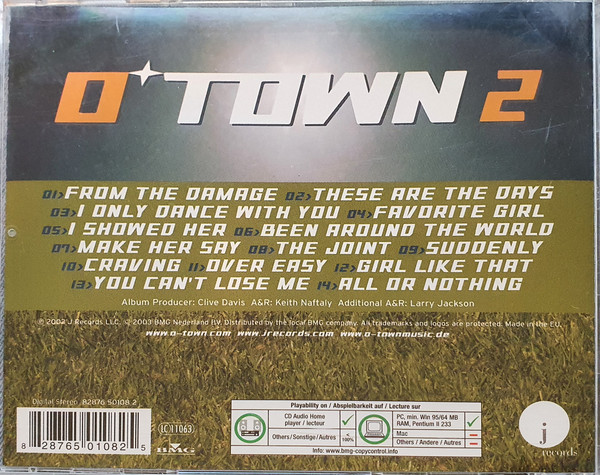 O*TOWN 2
01>FROM THE DAMAGE 02>THESE ARE THE DAYS
03>I ONLY DANCE WITH YOU 04>FAVORITE GIRL
05>I SHOWED HER 06>BEEN AROUND THE WORLD
07>MAKE HER SAY 08>THE JOINT 09>SUDDENLY
10>CRAVING 11>OVER EASY 12>GIRL LIKE THAT
13>YOU CAN'T LOSE ME 14>ALL OR NOTHING
Album Producer: Clive Davis A&R: Keith Naftaly Additional A&R: Larry Jackson
℗ 2002 J Records LLC. © 2003 BMG Nederland BV. Distributed by the local BMG company. All trademarks and logos are protected. Made in the EU.
www.o-town.com www.jrecords.com www.o-townmusic.de
Digital Stereo 82876 50108 2
8 28765 01082 5
LC 11063
BMG
Playability on / Abspielbarkeit auf / Lecture sur
CD Audio Home player / lecteur
Others / Sonstige / Autres
< 100%
PC, min. Win 95/64 MB RAM, Pentium II 233
Mac
Others / Andere / Autres
Info: www.bmg-copycontrol.info
j
records